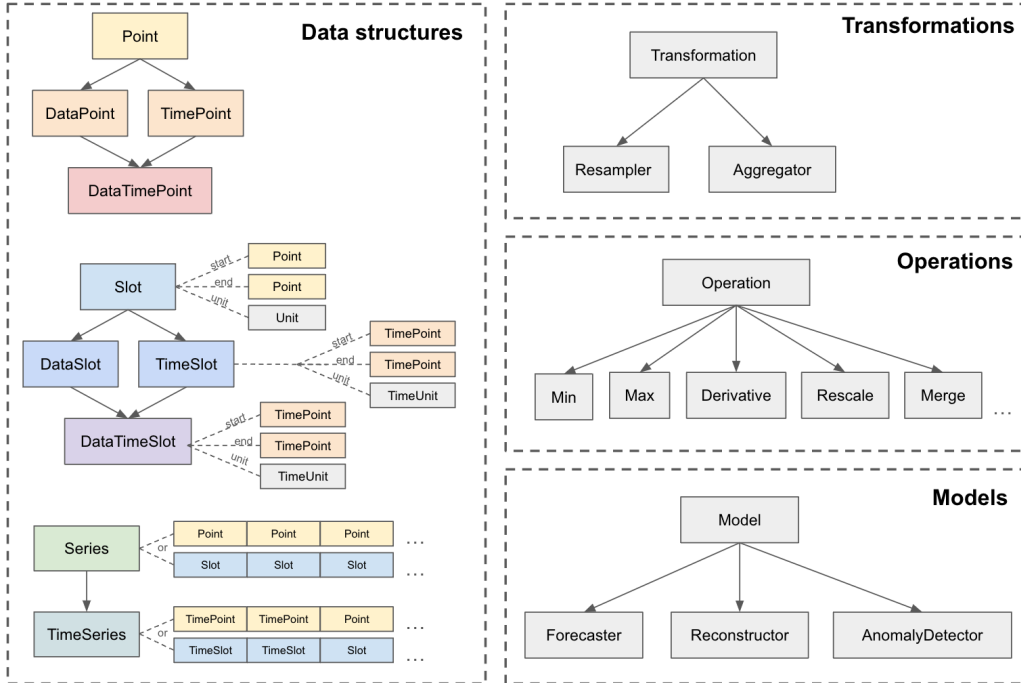 Data structures
Point
DataPoint
TimePoint
DataTimePoint
Slot
start
Point
end
Point
unit
Unit
DataSlot
TimeSlot
start
TimePoint
end
TimePoint
unit
TimeUnit
DataTimeSlot
start
TimePoint
end
TimePoint
unit
TimeUnit
Series
or
Point Point Point ...
Slot Slot Slot ...
TimeSeries
or
TimePoint TimePoint Point ...
TimeSlot TimeSlot Slot ...
Transformations
Transformation
Resampler
Aggregator
Operations
Operation
Min
Max
Derivative
Rescale
Merge
...
Models
Model
Forecaster
Reconstructor
AnomalyDetector